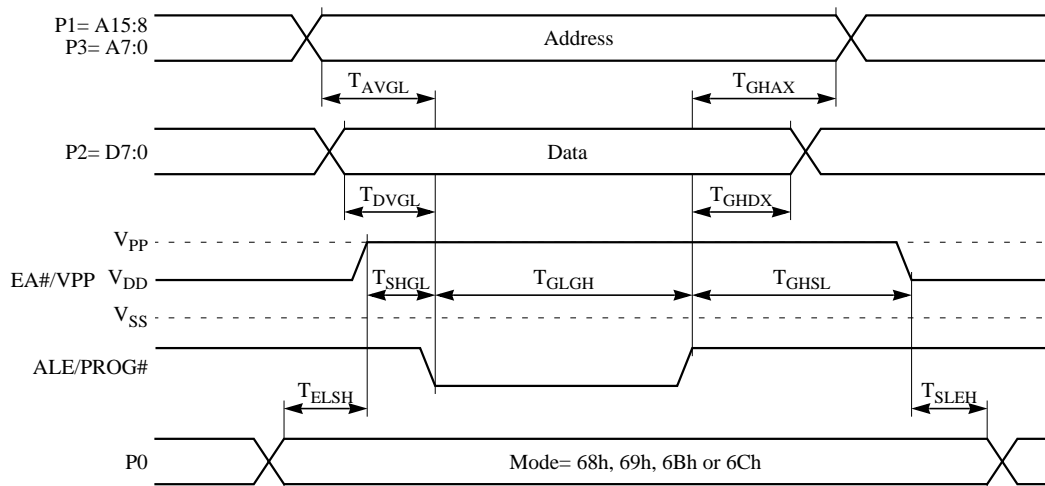 P1= A15:8
P3= A7:0
Address
TAVGL
TGHAX
P2= D7:0
Data
TDVGL
TGHDX
VPP
EA#/VPP VDD
TSHGL
TGLGH
TGHSL
VSS
ALE/PROG#
TELSH
TSLEH
P0
Mode= 68h, 69h, 6Bh or 6Ch